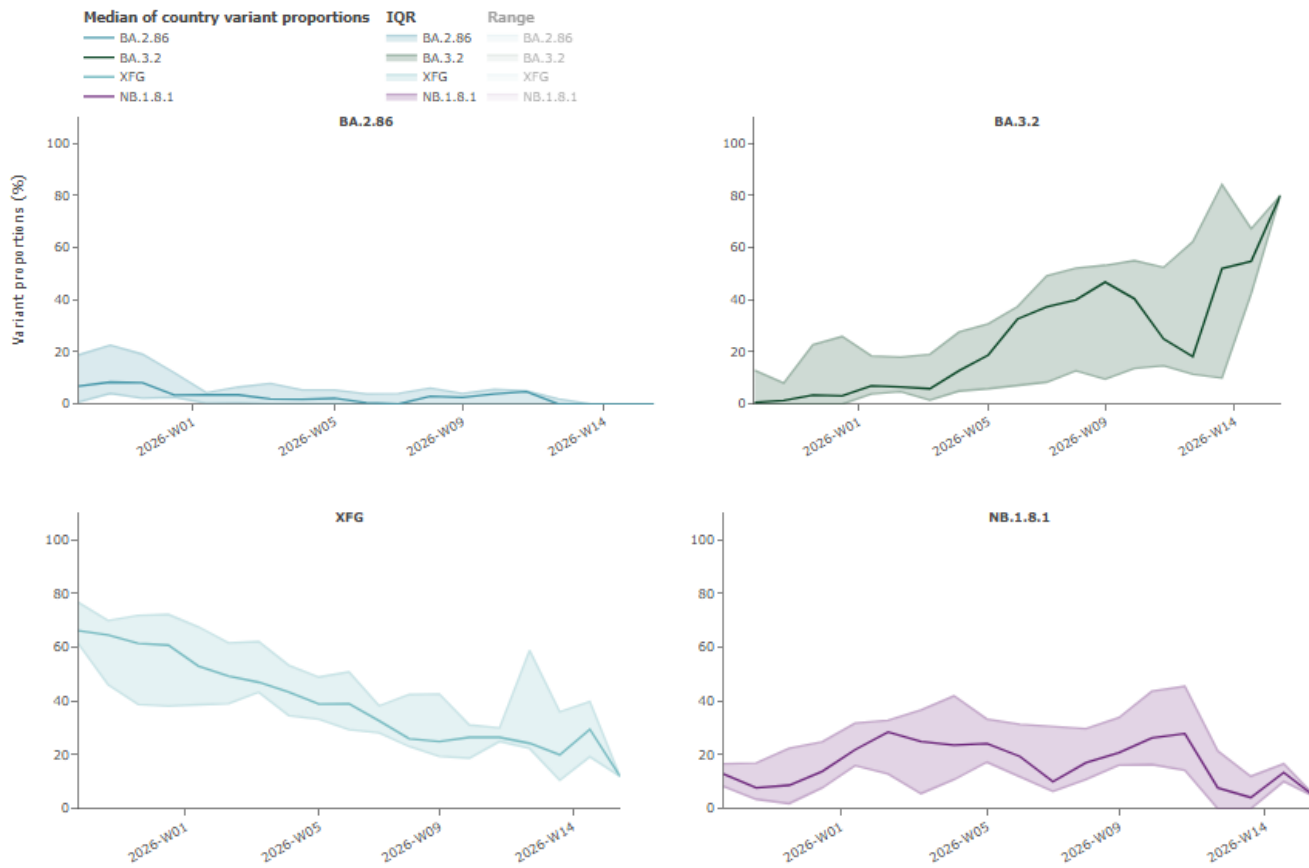 Median of country variant proportions IQR Range
BA.2.86 BA.2.86 BA.2.86
BA.3.2 BA.3.2 BA.3.2
XFG XFG XFG
NB.1.8.1 NB.1.8.1 NB.1.8.1
BA.2.86 BA.3.2
Variant proportions (%)
100 100
80 80
60 60
40 40
20 20
0 0
2026-W01 2026-W05 2026-W09 2026-W14 2026-W01 2026-W05 2026-W09 2026-W14
XFG NB.1.8.1
100 100
80 80
60 60
40 40
20 20
0 0
2026-W01 2026-W05 2026-W09 2026-W14 2026-W01 2026-W05 2026-W09 2026-W14